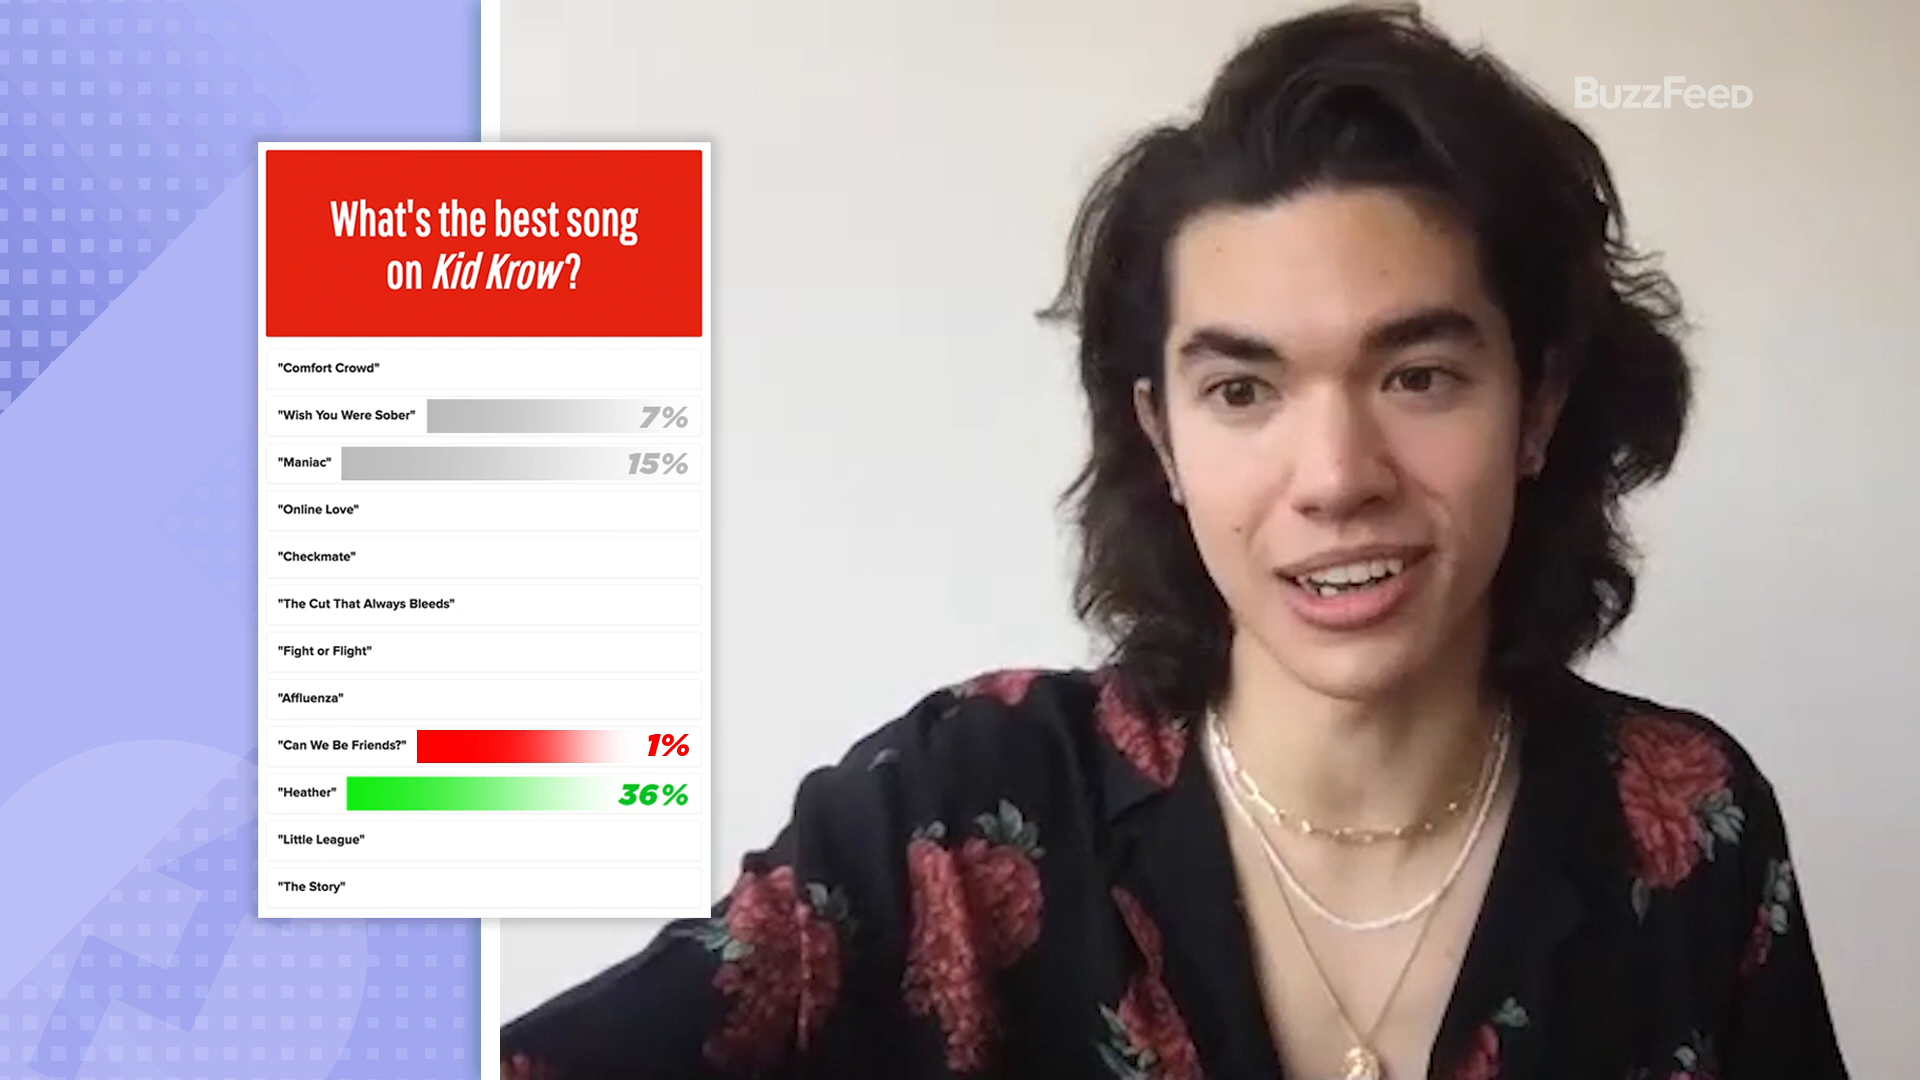 BuzzFeed
What's the best song
on Kid Krow?
"Comfort Crowd"
"Wish You Were Sober" 7%
"Maniac" 15%
"Online Love"
"Checkmate"
"The Cut That Always Bleeds"
"Fight or Flight"
"Affluenza"
"Can We Be Friends?" 1%
"Heather" 36%
"Little League"
"The Story"